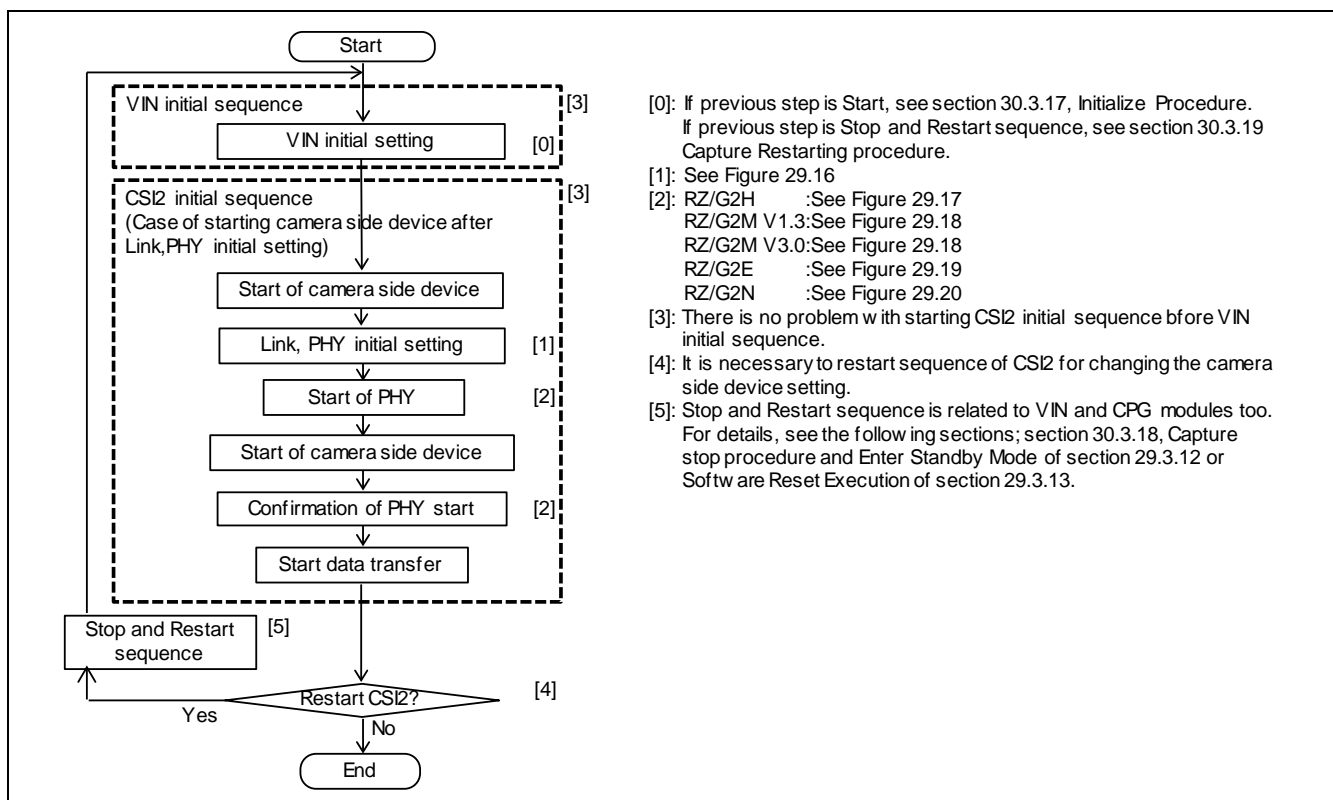 Start
VIN initial sequence
[3]
VIN initial setting
[0]
CSI2 initial sequence
[3]
(Case of starting camera side device after
Link,PHY initial setting)
Start of camera side device
Link, PHY initial setting
[1]
Start of PHY
[2]
Start of camera side device
Confirmation of PHY start
[2]
Start data transfer
Stop and Restart
sequence
[5]
Restart CSI2?
[4]
Yes
No
End
[0]: If previous step is Start, see section 30.3.17, Initialize Procedure.
If previous step is Stop and Restart sequence, see section 30.3.19
Capture Restarting procedure.
[1]: See Figure 29.16
[2]: RZ/G2H :See Figure 29.17
RZ/G2M V1.3:See Figure 29.18
RZ/G2M V3.0:See Figure 29.18
RZ/G2E :See Figure 29.19
RZ/G2N :See Figure 29.20
[3]: There is no problem with starting CSI2 initial sequence bfore VIN
initial sequence.
[4]: It is necessary to restart sequence of CSI2 for changing the camera
side device setting.
[5]: Stop and Restart sequence is related to VIN and CPG modules too.
For details, see the following sections; section 30.3.18, Capture
stop procedure and Enter Standby Mode of section 29.3.12 or
Software Reset Execution of section 29.3.13.